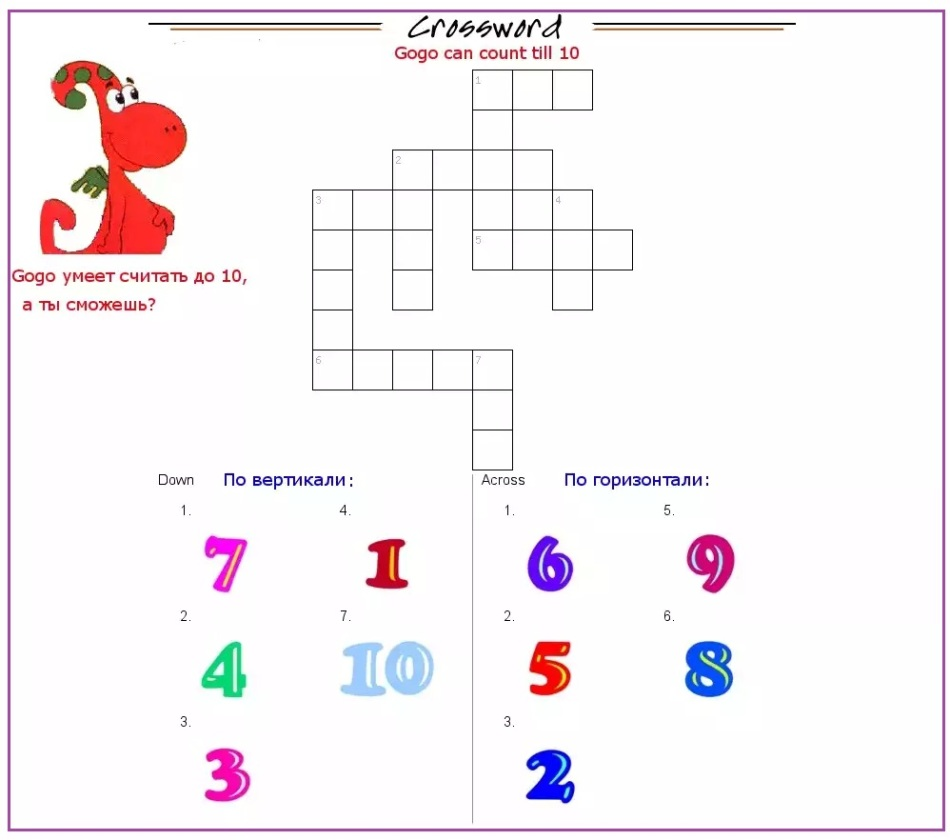 Crossword
Gogo can count till 10
1
2
3 4
5
Gogo умеет считать до 10,
а ты сможешь?
6 7
Down По вертикали: Across По горизонтали:
1. 4. 1. 5.
7 1 6 9
2. 7. 2. 6.
4 10 5 8
3. 3.
3 2